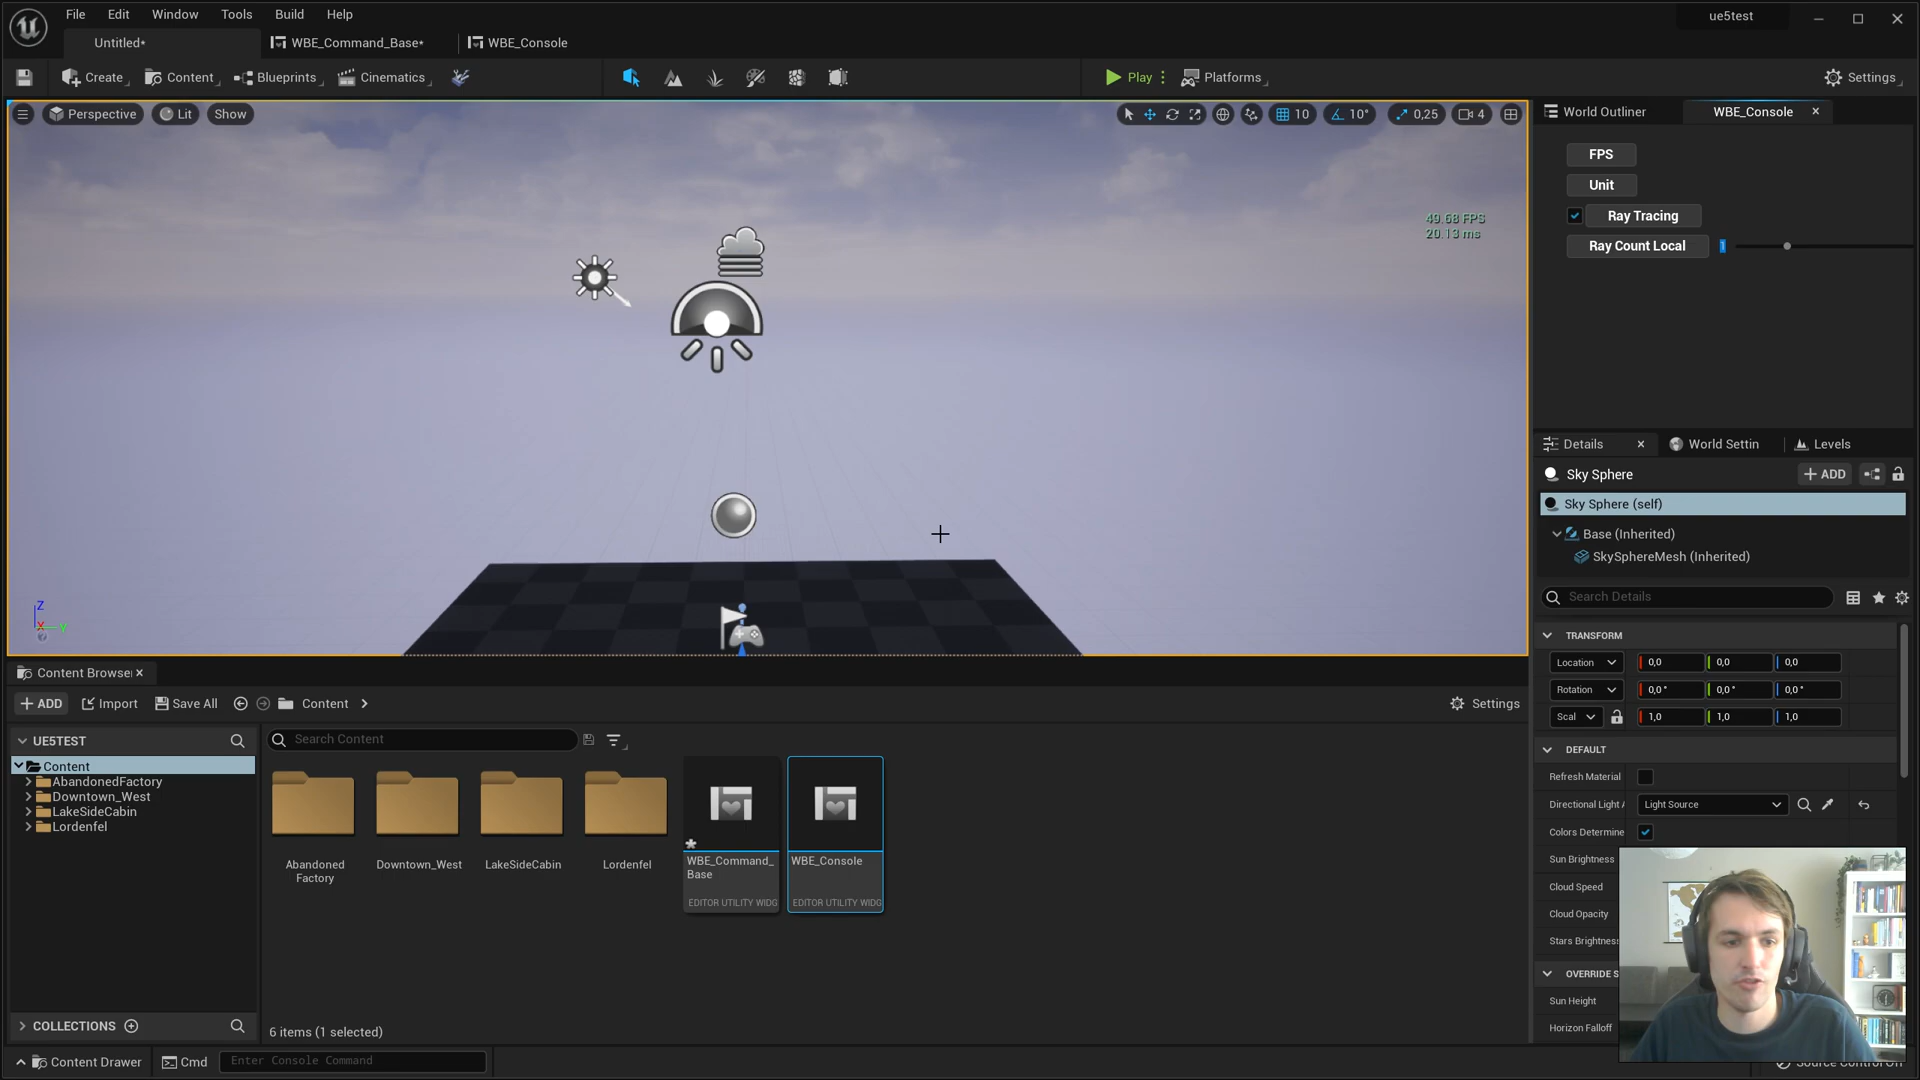 File Edit Window Tools Build Help
ue5test
Untitled*
WBE_Command_Base*
WBE_Console
Create
Content
Blueprints
Cinematics
Play
Platforms
Settings
Perspective
Lit
Show
10
10°
0,25
4
World Outliner
WBE_Console
FPS
Unit
Ray Tracing
Ray Count Local
1
49.68 FPS
20.13 ms
Details
World Settin
Levels
Sky Sphere
ADD
Sky Sphere (self)
Base (Inherited)
SkySphereMesh (Inherited)
Search Details
TRANSFORM
Location 0,0 0,0 0,0
Rotation 0,0° 0,0° 0,0°
Scal 1,0 1,0 1,0
DEFAULT
Refresh Material
Directional Light A Light Source
Colors Determine
Sun Brightness
Cloud Speed
Cloud Opacity
Stars Brightness
OVERRIDE S
Sun Height
Horizon Falloff
Z
X
Y
Content Browse
ADD
Import
Save All
Content
Settings
UE5TEST
Search Content
Content
AbandonedFactory
Downtown_West
LakeSideCabin
Lordenfel
Abandoned
Factory
Downtown_West
LakeSideCabin
Lordenfel
WBE_Command_
Base
EDITOR UTILITY WIDG
WBE_Console
EDITOR UTILITY WIDG
COLLECTIONS
6 items (1 selected)
Content Drawer
Cmd
Enter Console Command